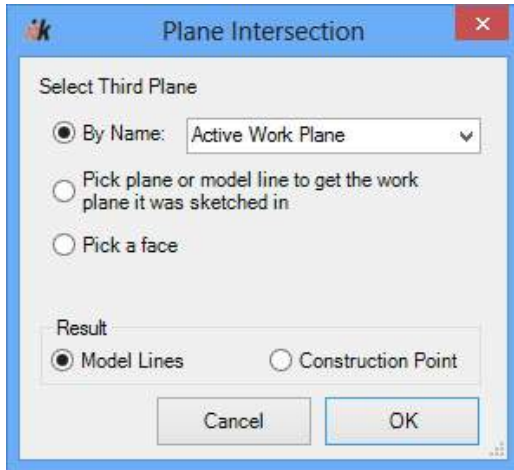 k Plane Intersection
Select Third Plane
By Name: Active Work Plane
Pick plane or model line to get the work
plane it was sketched in
Pick a face
Result
Model Lines Construction Point
Cancel OK